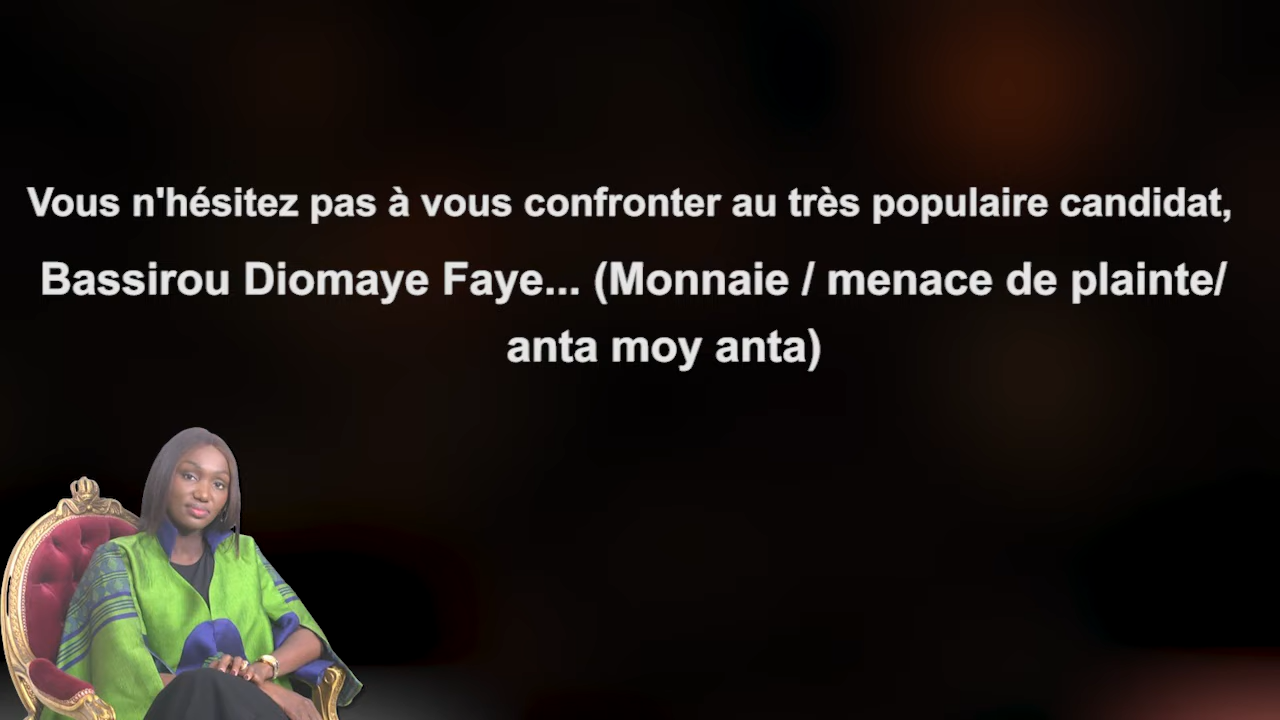 Vous n'hésitez pas à vous confronter au très populaire candidat,
Bassirou Diomaye Faye... (Monnaie / menace de plainte/
anta moy anta)